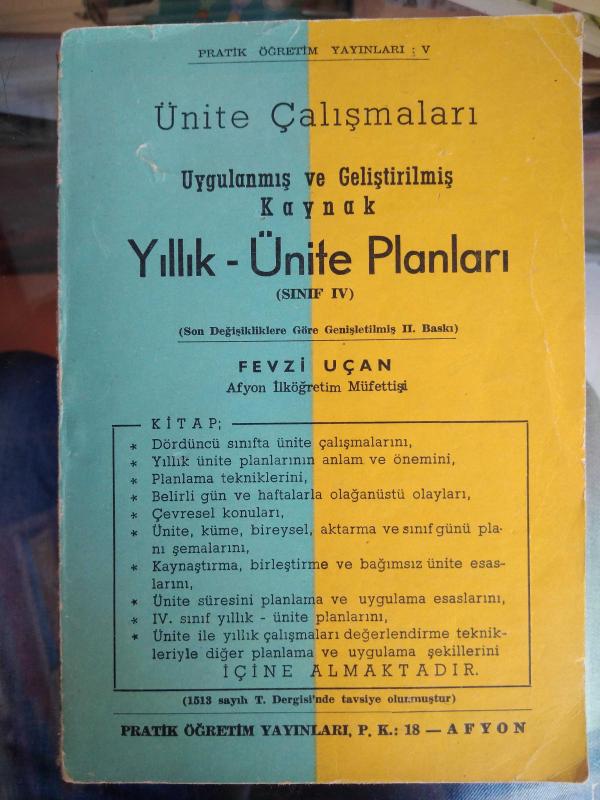 PRATİK ÖĞRETİM YAYINLARI : V
Ünite Çalışmaları
Uygulanmış ve Geliştirilmiş
Kaynak
Yıllık - Ünite Planları
(SINIF IV)
(Son Değişikliklere Göre Genişletilmiş II. Baskı)
FEVZİ UÇAN
Afyon İlköğretim Müfettişi
KİTAP;
* Dördüncü sınıfta ünite çalışmalarını,
* Yıllık ünite planlarının anlam ve önemini,
* Planlama tekniklerini,
* Belirli gün ve haftalarla olağanüstü olayları,
* Çevresel konuları,
* Ünite, küme, bireysel, aktarma ve sınıf günü pla-
nı şemalarını,
* Kaynaştırma, birleştirme ve bağımsız ünite esas-
larını,
* Ünite süresini planlama ve uygulama esaslarını,
* IV. sınıf yıllık - ünite planlarını,
* Ünite ile yıllık çalışmaları değerlendirme teknik-
leriyle diğer planlama ve uygulama şekillerini
İÇİNE ALMAKTADIR.
(1513 sayılı T. Dergisi'nde tavsiye olunmuştur)
PRATİK ÖĞRETİM YAYINLARI, P. K.: 18 — AFYON